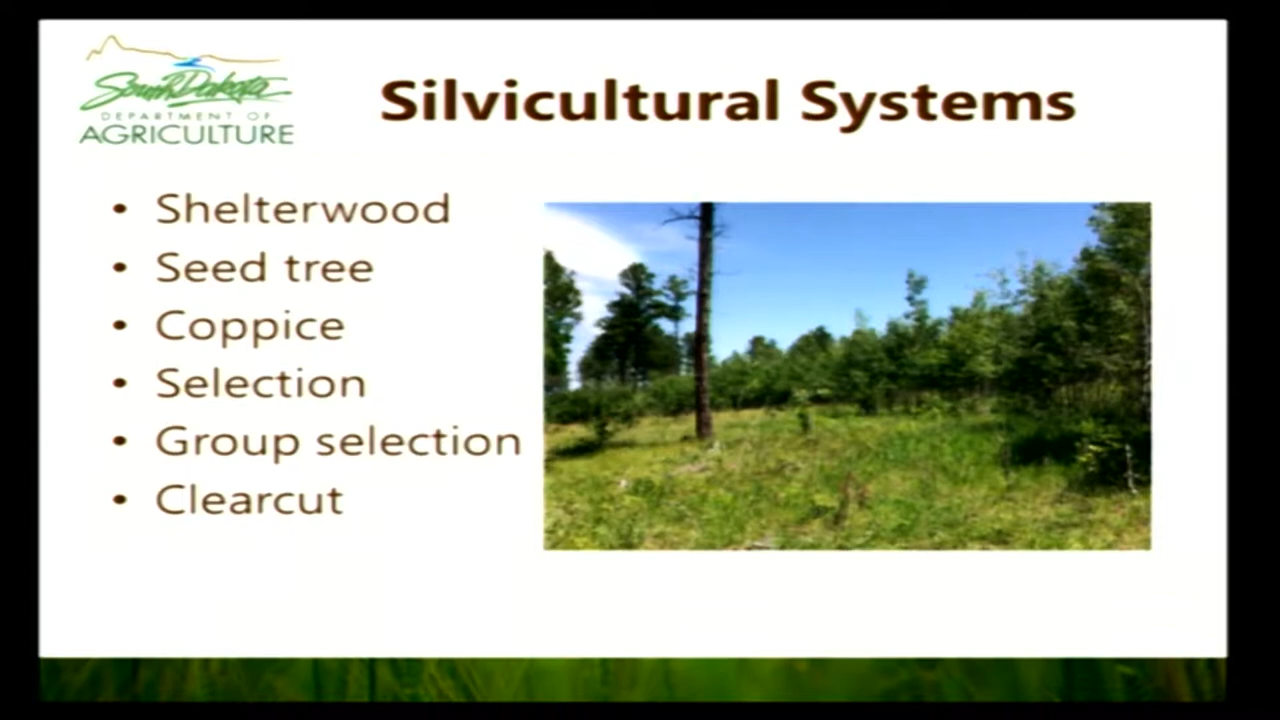 South Dakota
DEPARTMENT OF
AGRICULTURE
Silvicultural Systems
• Shelterwood
• Seed tree
• Coppice
• Selection
• Group selection
• Clearcut